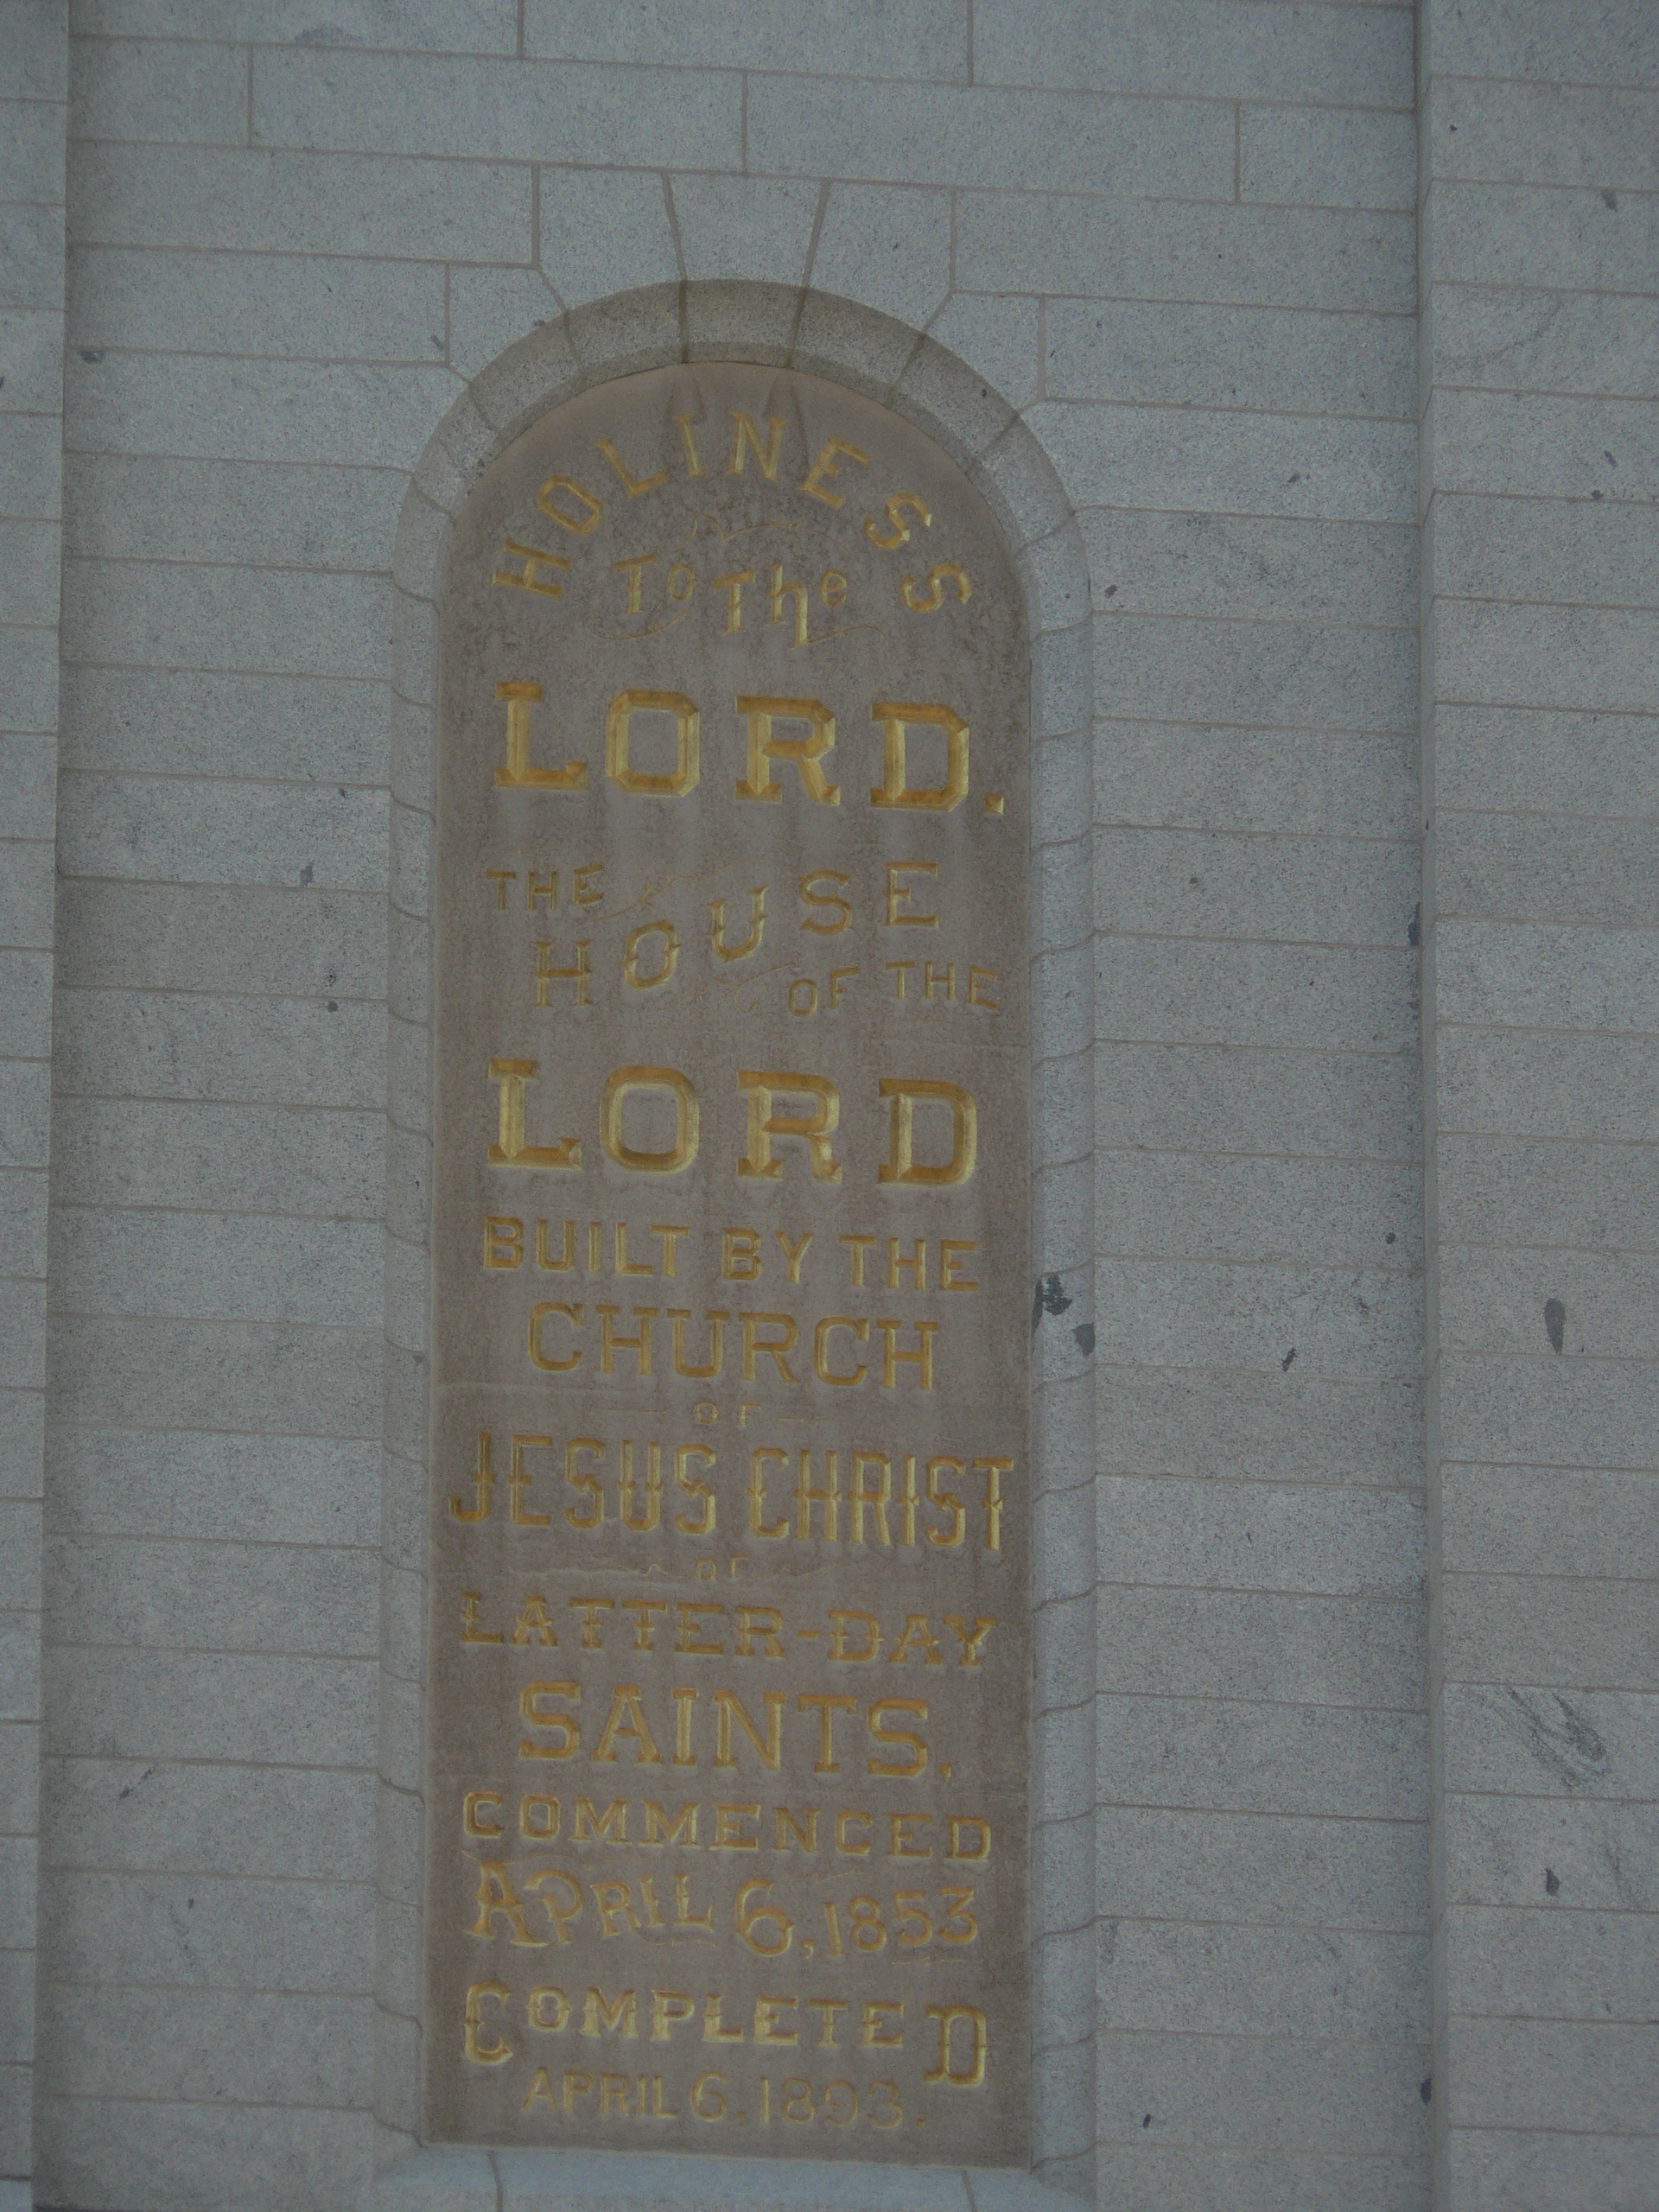 HOLINESS
To The
LORD.
THE HOUSE
OF THE
LORD
BUILT BY THE
CHURCH
OF
JESUS CHRIST
OF
LATTER-DAY
SAINTS.
COMMENCED
APRIL 6, 1853
COMPLETED
APRIL 6, 1893.